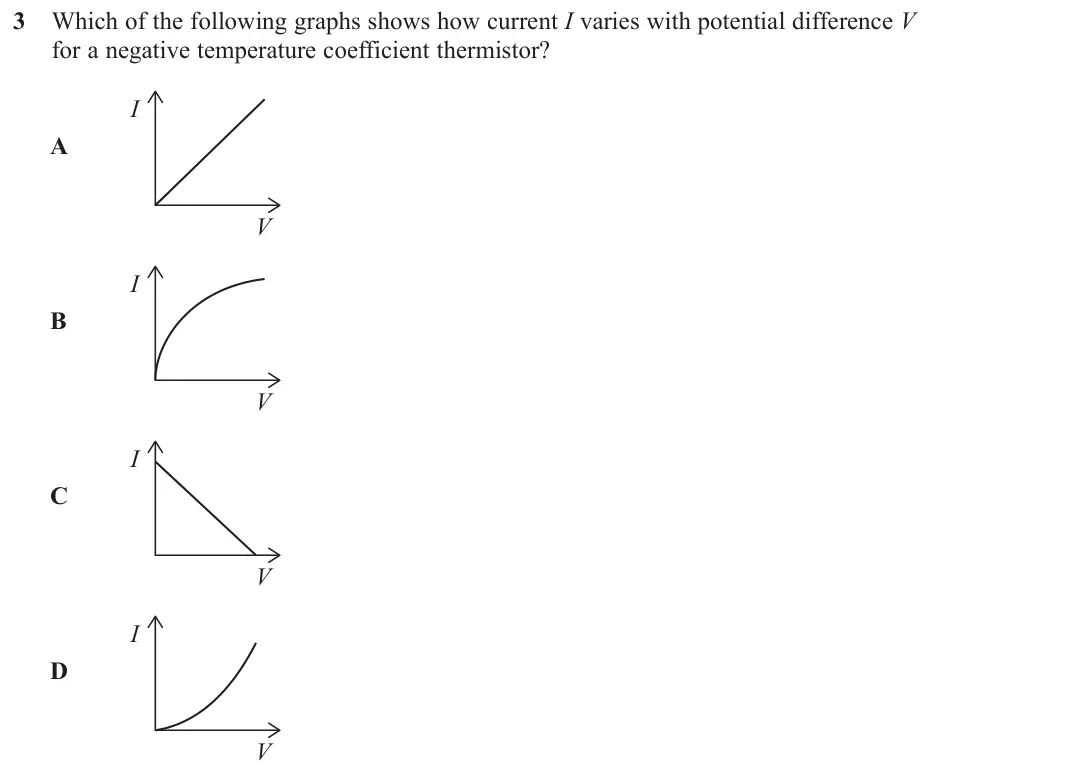 3 Which of the following graphs shows how current I varies with potential difference V
for a negative temperature coefficient thermistor?
I
A
V
I
B
V
I
C
V
I
D
V